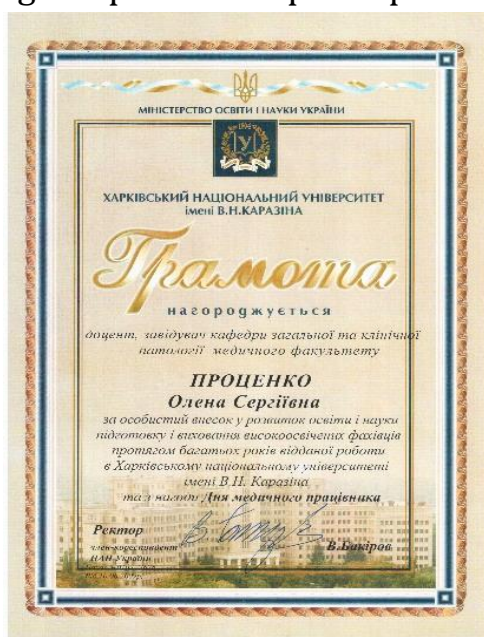 МІНІСТЕРСТВО ОСВІТИ І НАУКИ УКРАЇНИ
ХАРКІВСЬКИЙ НАЦІОНАЛЬНИЙ УНІВЕРСИТЕТ
імені В.Н.КАРАЗІНА
Грамота
нагороджується
доцент, завідувач кафедри загальної та клінічної
патології медичного факультету
ПРОЦЕНКО
Олена Сергіївна
за особистий внесок у розвиток освіти і науки
підготовку і виховання високоосвічених фахівців
протягом багатьох років відданої роботи
в Харківському національному університеті
імені В.Н. Каразіна
та з нагоди Дня медичного працівника
Ректор
член-кореспондент
НАН України
В.Бакіров